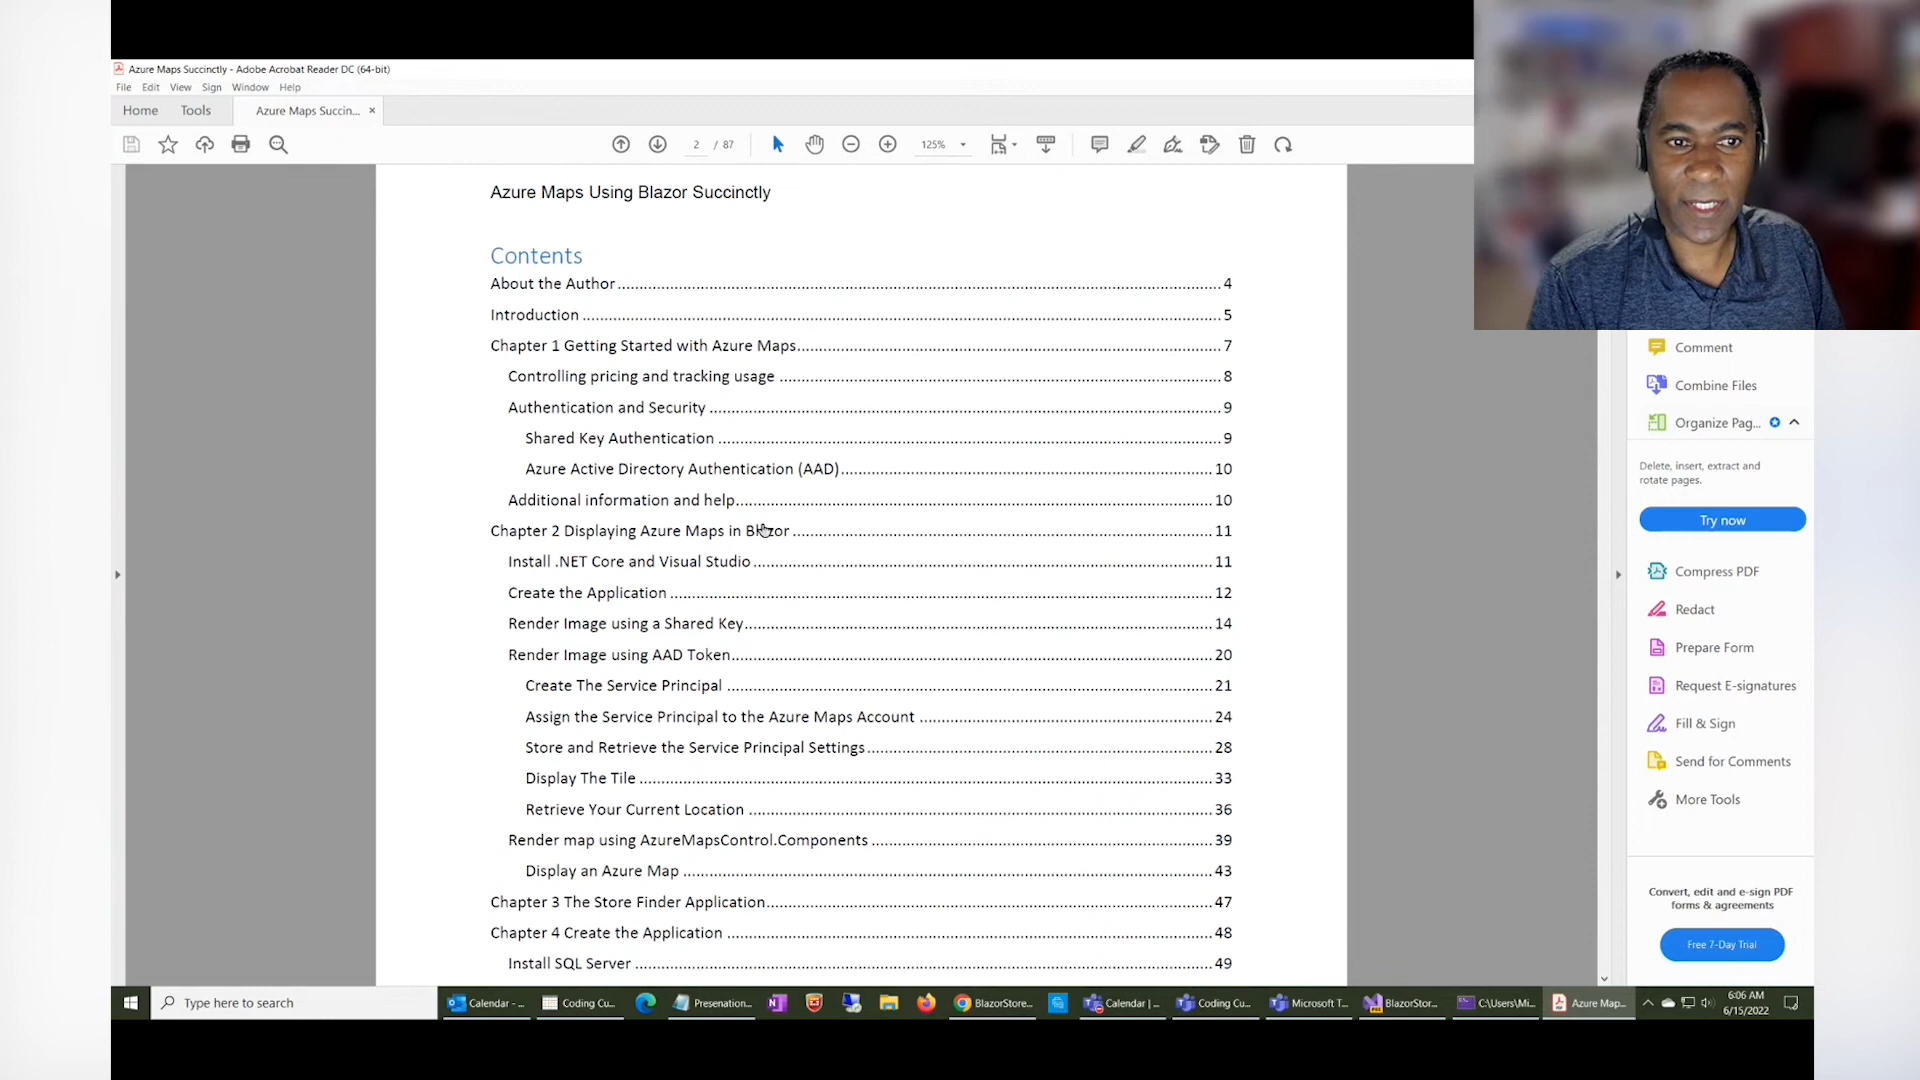 Azure Maps Succinctly - Adobe Acrobat Reader DC (64-bit)
File Edit View Sign Window Help
Home Tools Azure Maps Succin... ×
2 / 87 125%
Azure Maps Using Blazor Succinctly
Contents
About the Author 4
Introduction 5
Chapter 1 Getting Started with Azure Maps 7
Controlling pricing and tracking usage 8
Authentication and Security 9
Shared Key Authentication 9
Azure Active Directory Authentication (AAD) 10
Additional information and help 10
Chapter 2 Displaying Azure Maps in Blazor 11
Install .NET Core and Visual Studio 11
Create the Application 12
Render Image using a Shared Key 14
Render Image using AAD Token 20
Create The Service Principal 21
Assign the Service Principal to the Azure Maps Account 24
Store and Retrieve the Service Principal Settings 28
Display The Tile 33
Retrieve Your Current Location 36
Render map using AzureMapsControl.Components 39
Display an Azure Map 43
Chapter 3 The Store Finder Application 47
Chapter 4 Create the Application 48
Install SQL Server 49
Comment
Combine Files
Organize Pag...
Delete, insert, extract and
rotate pages.
Try now
Compress PDF
Redact
Prepare Form
Request E-signatures
Fill & Sign
Send for Comments
More Tools
Convert, edit and e-sign PDF
forms & agreements
Free 7-Day Trial
Type here to search
Calendar - ...
Coding Cu...
Presenation...
BlazorStore...
Calendar | ...
Coding Cu...
Microsoft T...
BlazorStor...
C:\Users\Mi...
Azure Map...
6:06 AM
6/15/2022